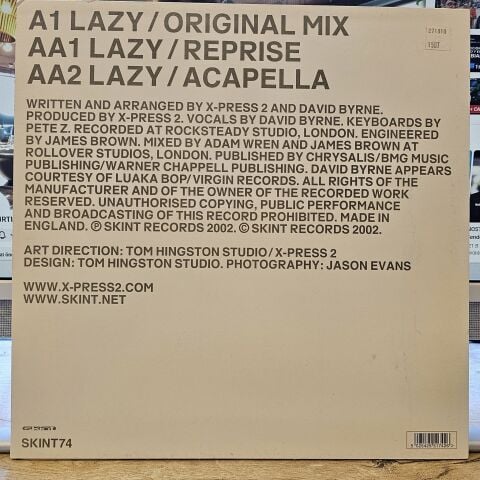 A1 LAZY/ORIGINAL MIX
AA1 LAZY/REPRISE
AA2 LAZY/ACAPELLA
WRITTEN AND ARRANGED BY X-PRESS 2 AND DAVID BYRNE.
PRODUCED BY X-PRESS 2. VOCALS BY DAVID BYRNE. KEYBOARDS BY
PETE Z. RECORDED AT ROCKSTEADY STUDIO, LONDON. ENGINEERED
BY JAMES BROWN. MIXED BY ADAM WREN AND JAMES BROWN AT
ROLLOVER STUDIOS, LONDON. PUBLISHED BY CHRYSALIS/BMG MUSIC
PUBLISHING/WARNER CHAPPELL PUBLISHING. DAVID BYRNE APPEARS
COURTESY OF LUAKA BOP/VIRGIN RECORDS. ALL RIGHTS OF THE
MANUFACTURER AND OF THE OWNER OF THE RECORDED WORK
RESERVED. UNAUTHORISED COPYING, PUBLIC PERFORMANCE
AND BROADCASTING OF THIS RECORD PROHIBITED. MADE IN
ENGLAND. ℗ SKINT RECORDS 2002. © SKINT RECORDS 2002.
ART DIRECTION: TOM HINGSTON STUDIO/X-PRESS 2
DESIGN: TOM HINGSTON STUDIO. PHOTOGRAPHY: JASON EVANS
WWW.X-PRESS2.COM
WWW.SKINT.NET
SKINT74